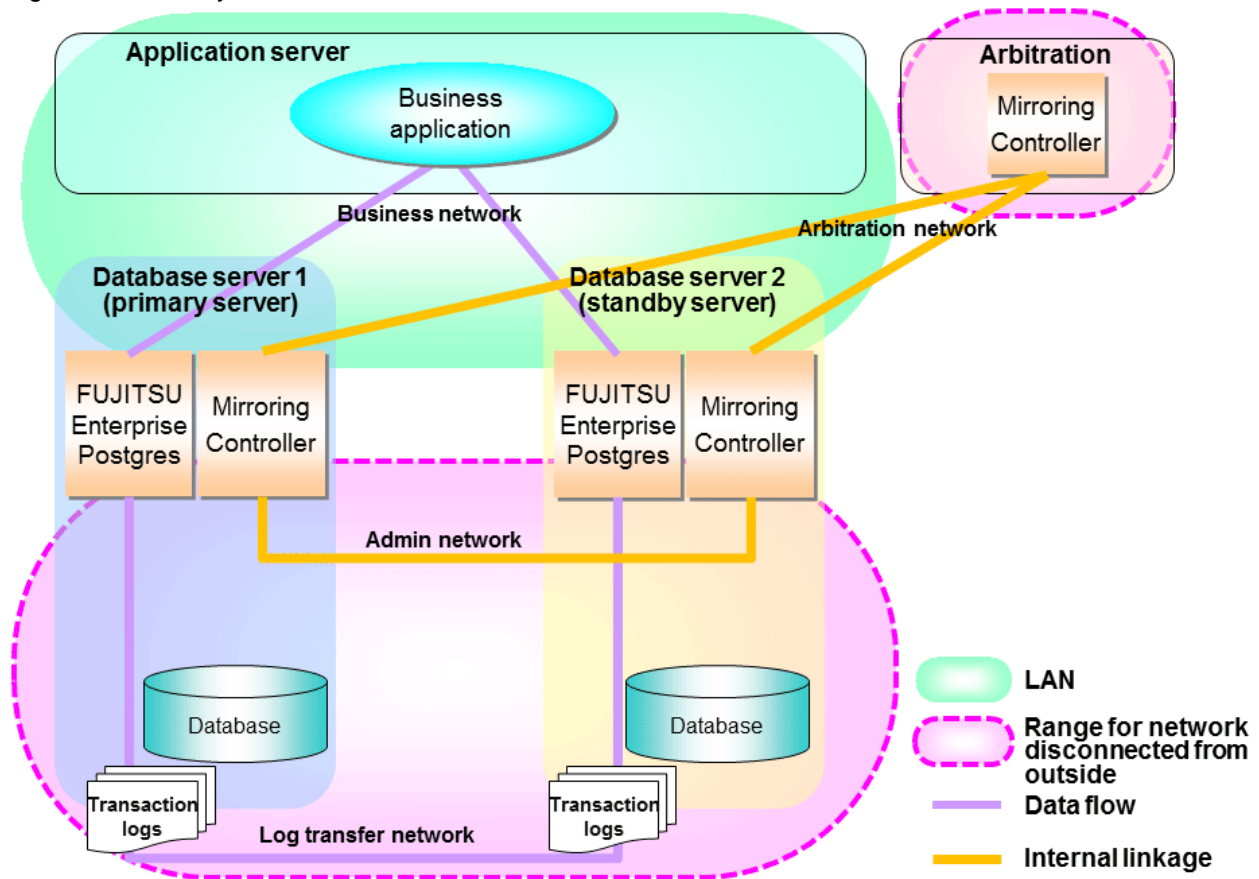 Application server
Business
application
Arbitration
Mirroring
Controller
Business network
Arbitration network
Database server 1
(primary server)
Database server 2
(standby server)
FUJITSU
Enterprise
Postgres
Mirroring
Controller
FUJITSU
Enterprise
Postgres
Mirroring
Controller
Admin network
Database
Database
Transaction
logs
Transaction
logs
Log transfer network
LAN
Range for network
disconnected from
outside
Data flow
Internal linkage